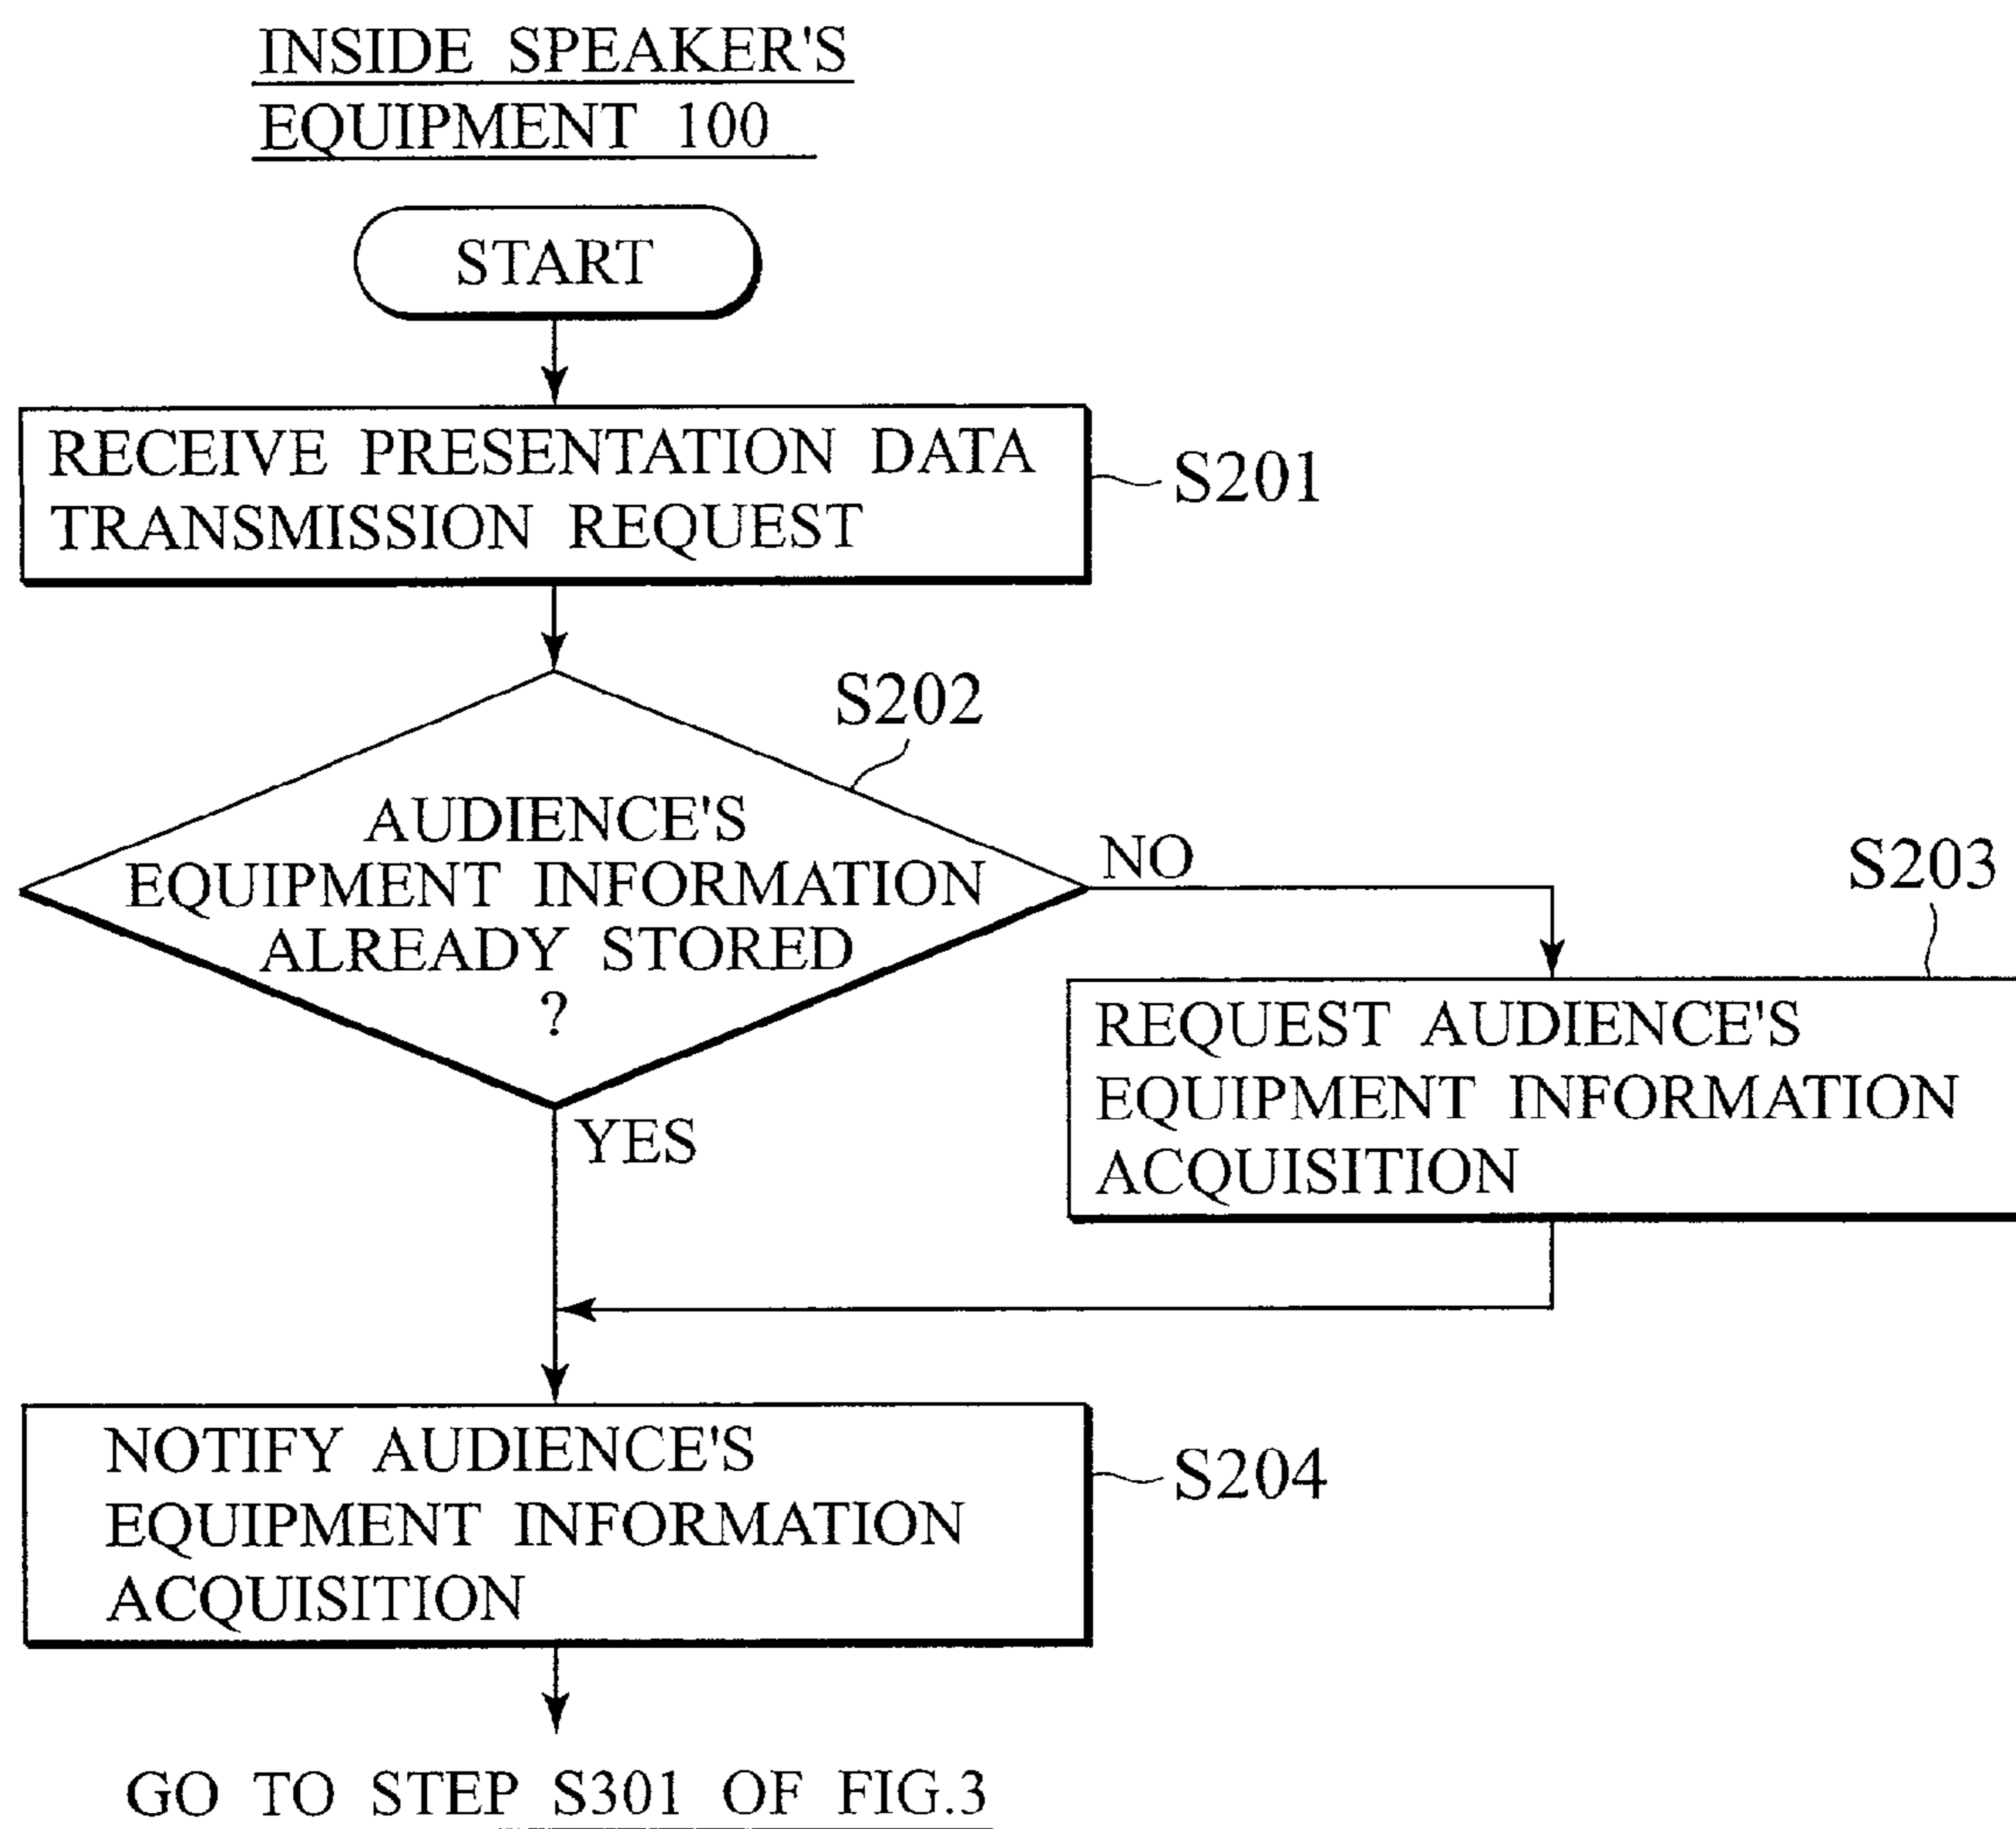 INSIDE SPEAKER'S
EQUIPMENT 100
START
RECEIVE PRESENTATION DATA
TRANSMISSION REQUEST
S201
S202
AUDIENCE'S
EQUIPMENT INFORMATION
ALREADY STORED
?
NO
YES
S203
REQUEST AUDIENCE'S
EQUIPMENT INFORMATION
ACQUISITION
NOTIFY AUDIENCE'S
EQUIPMENT INFORMATION
ACQUISITION
S204
GO TO STEP S301 OF FIG.3